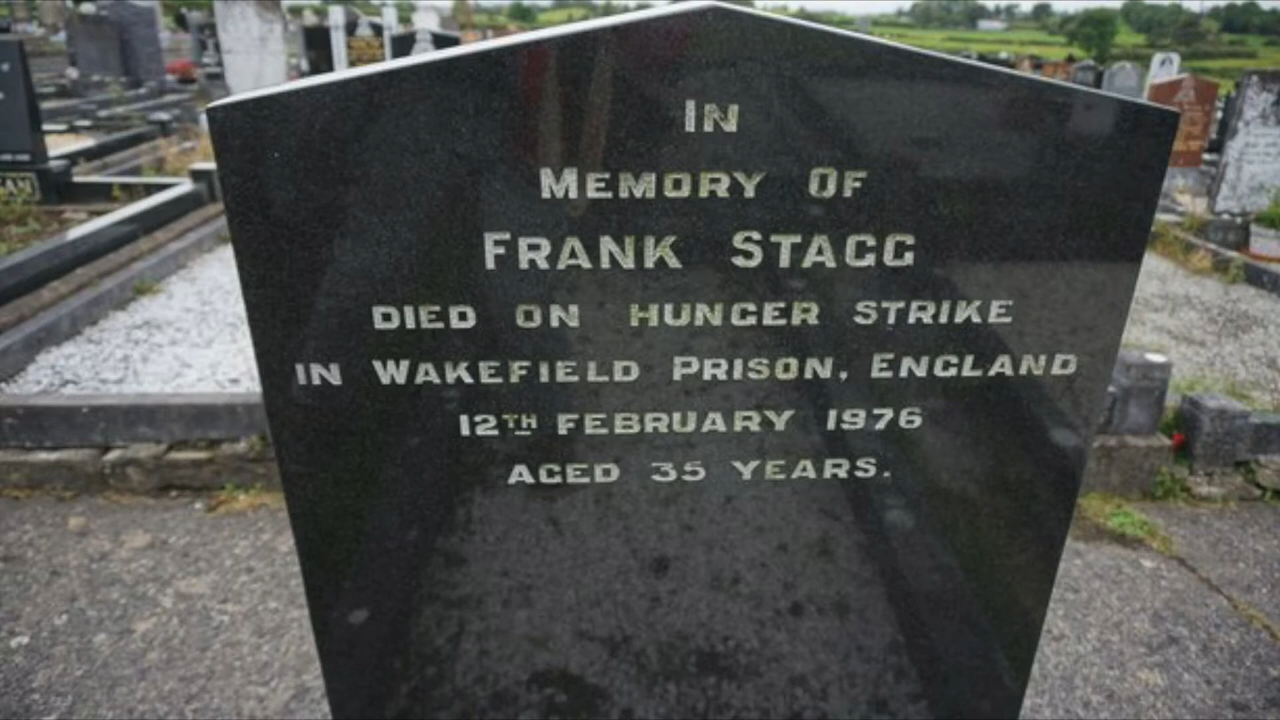 In
Memory Of
Frank Stagg
DIED ON HUNGER STRIKE
IN WAKEFIELD PRISON, ENGLAND
12TH FEBRUARY 1976
AGED 35 YEARS.